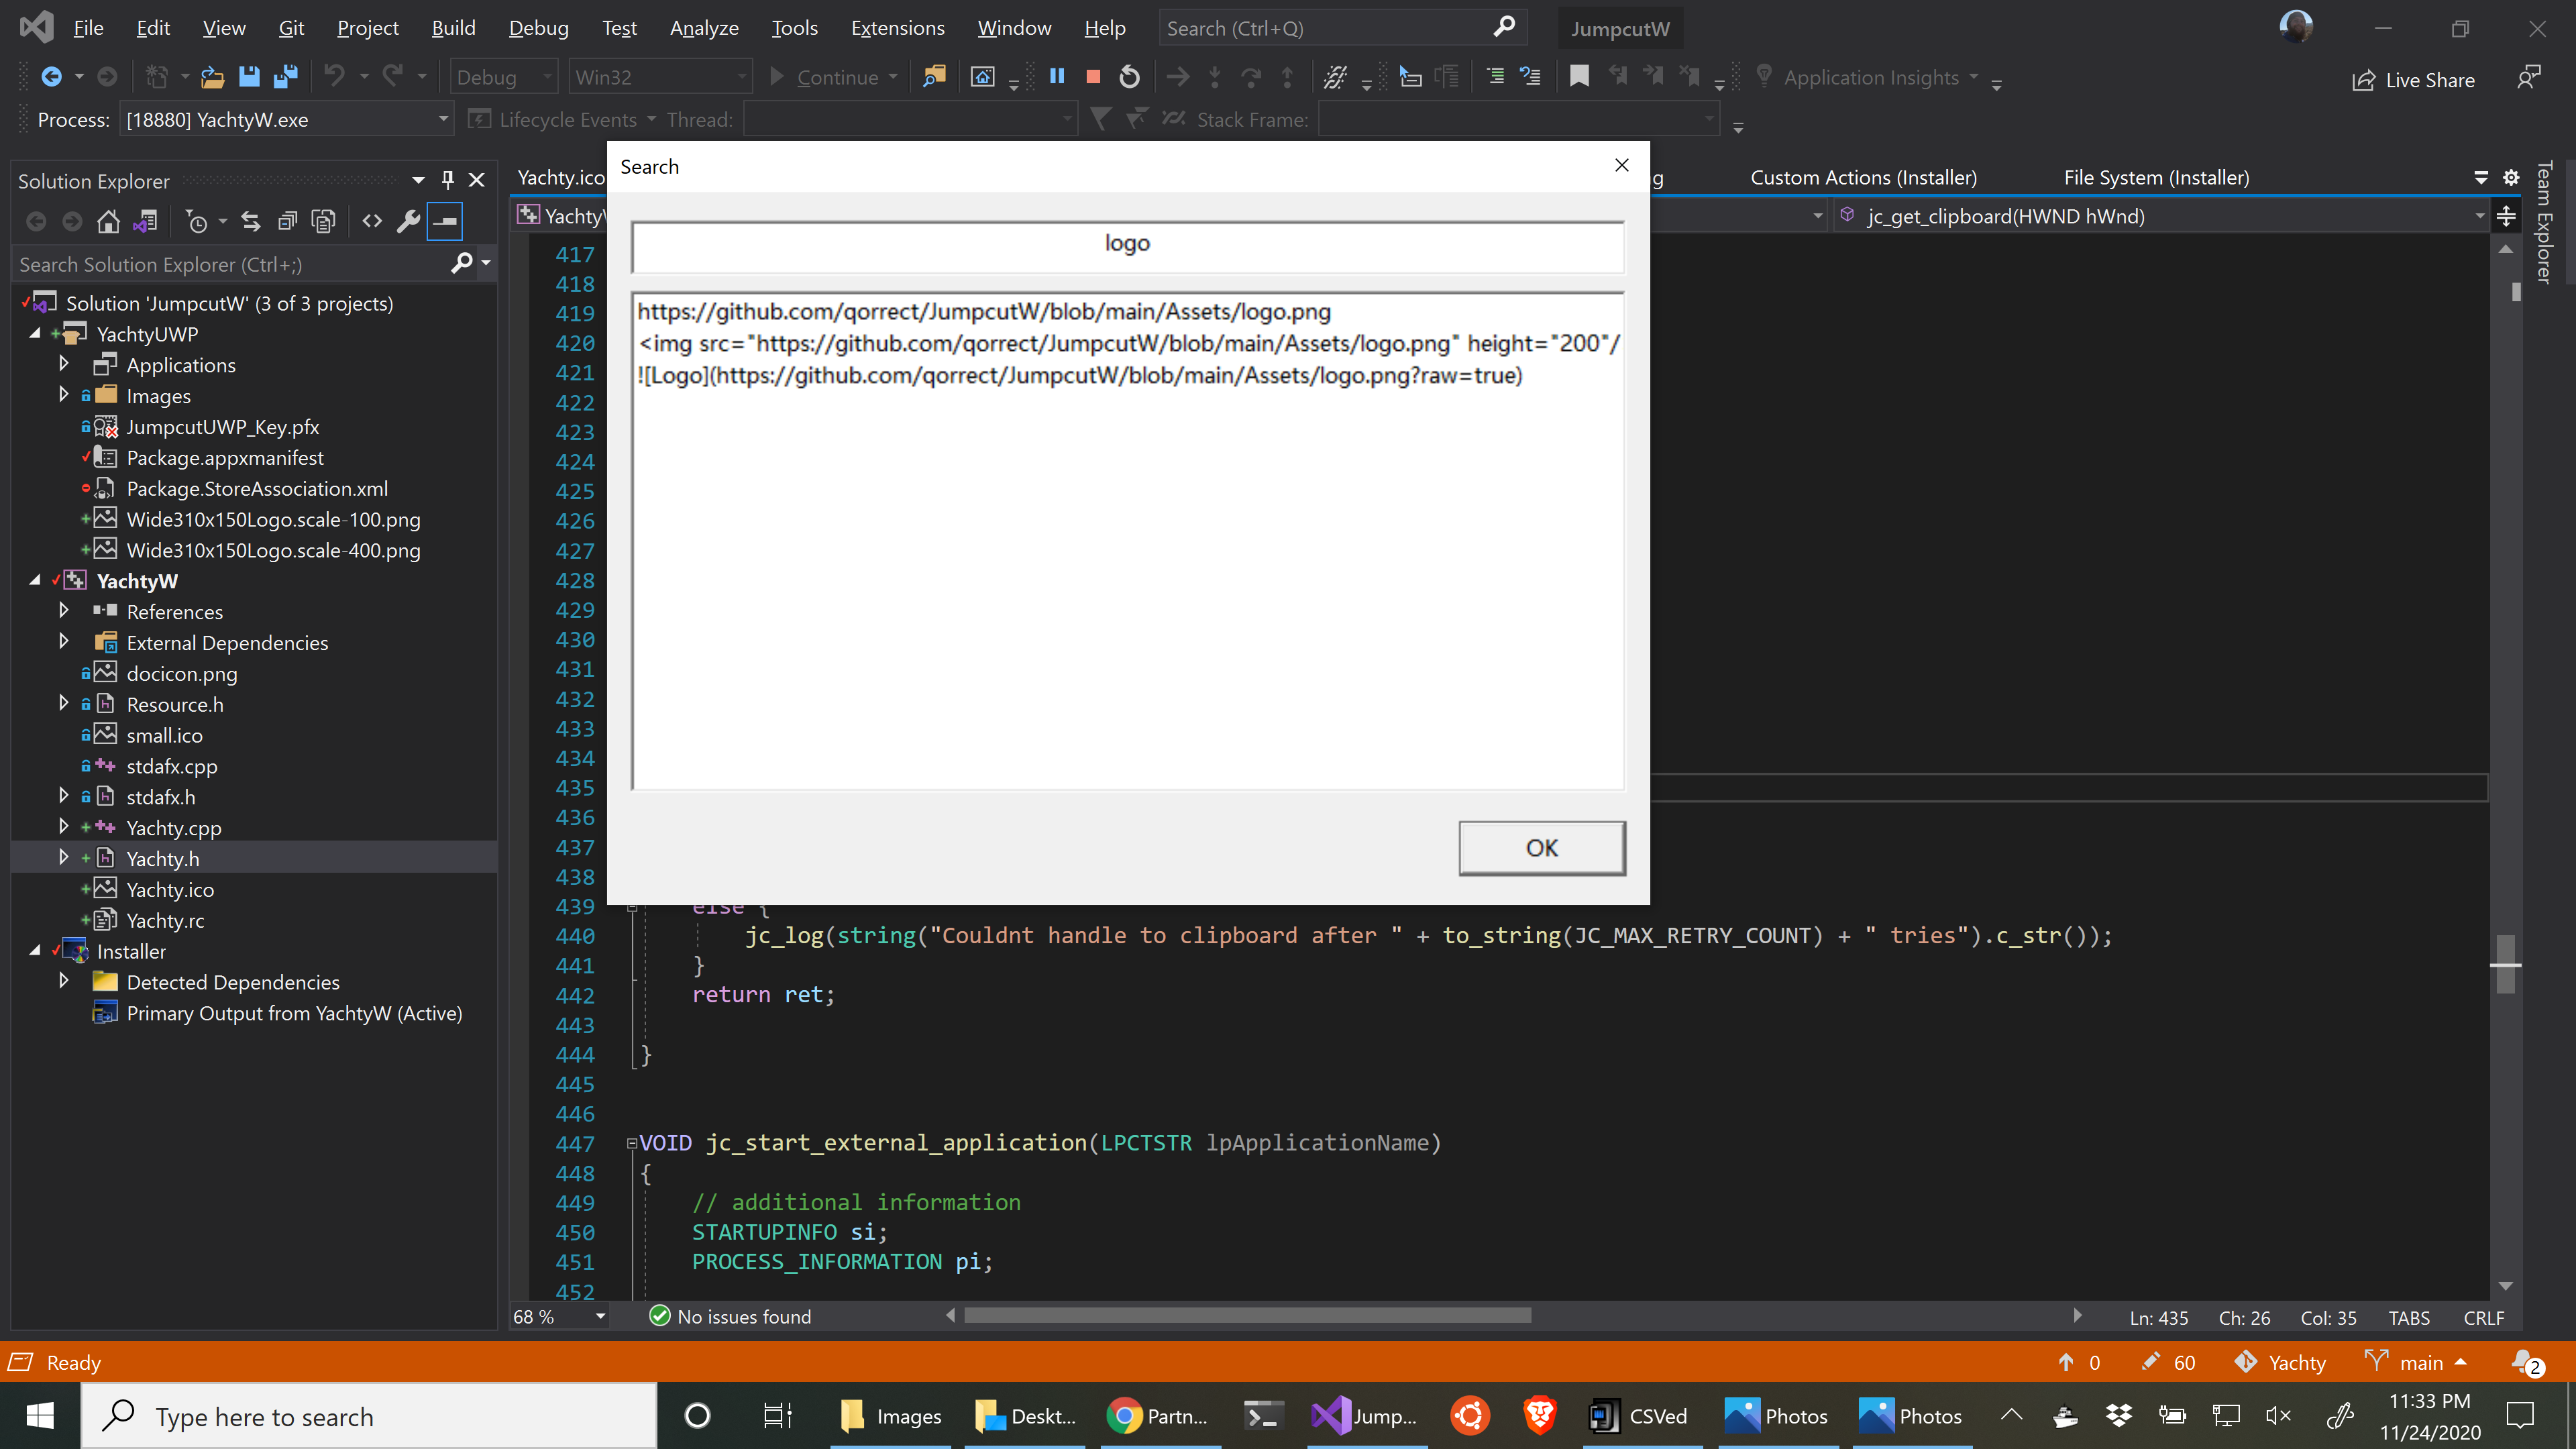 File Edit View Git Project Build Debug Test Analyze Tools Extensions Window Help Search (Ctrl+Q) JumpcutW
Debug Win32 Continue Application Insights Live Share
Process: [18880] YachtyW.exe Lifecycle Events Thread: Stack Frame:
Solution Explorer
Search Solution Explorer (Ctrl+;)
Solution 'JumpcutW' (3 of 3 projects)
YachtyUWP
Applications
Images
JumpcutUWP_Key.pfx
Package.appxmanifest
Package.StoreAssociation.xml
Wide310x150Logo.scale-100.png
Wide310x150Logo.scale-400.png
YachtyW
References
External Dependencies
docicon.png
Resource.h
small.ico
stdafx.cpp
stdafx.h
Yachty.cpp
Yachty.h
Yachty.ico
Yachty.rc
Installer
Detected Dependencies
Primary Output from YachtyW (Active)
Yachty.ico g Custom Actions (Installer) File System (Installer)
Yachty jc_get_clipboard(HWND hWnd)
Team Explorer
Search
logo
https://github.com/qorrect/JumpcutW/blob/main/Assets/logo.png
<img src="https://github.com/qorrect/JumpcutW/blob/main/Assets/logo.png" height="200"/
![Logo](https://github.com/qorrect/JumpcutW/blob/main/Assets/logo.png?raw=true)
OK
417
418
419
420
421
422
423
424
425
426
427
428
429
430
431
432
433
434
435
436
437
438
439 else {
440 jc_log(string("Couldnt handle to clipboard after " + to_string(JC_MAX_RETRY_COUNT) + " tries").c_str());
441 }
442 return ret;
443
444 }
445
446
447 VOID jc_start_external_application(LPCTSTR lpApplicationName)
448 {
449 // additional information
450 STARTUPINFO si;
451 PROCESS_INFORMATION pi;
452
68 % No issues found Ln: 435 Ch: 26 Col: 35 TABS CRLF
Ready 0 60 Yachty main 2
Type here to search Images Deskt... Partn... Jump... CSVed Photos Photos 11:33 PM
11/24/2020